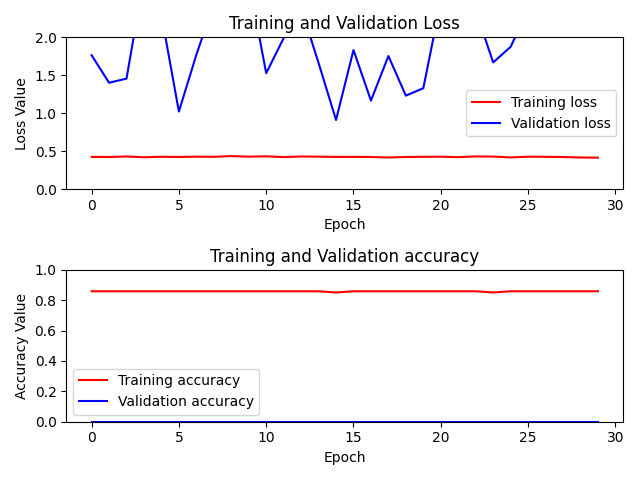 Training and Validation Loss
2.0
1.5
1.0
0.5
0.0
Loss Value
Training loss
Validation loss
0 5 10 15 20 25 30
Epoch
Training and Validation accuracy
1.0
0.8
0.6
0.4
0.2
0.0
Accuracy Value
Training accuracy
Validation accuracy
0 5 10 15 20 25 30
Epoch